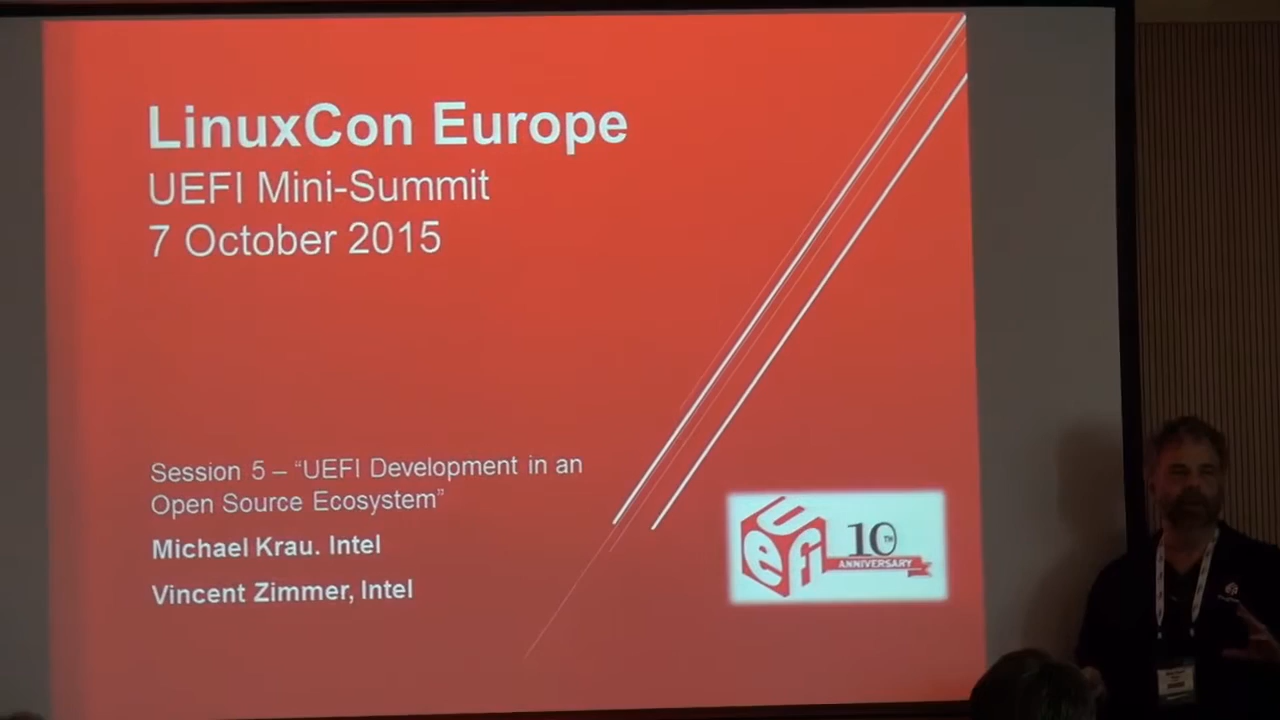 LinuxCon Europe
UEFI Mini-Summit
7 October 2015
Session 5 – “UEFI Development in an
Open Source Ecosystem”
Michael Krau. Intel
Vincent Zimmer, Intel
UEFI
10TH
ANNIVERSARY